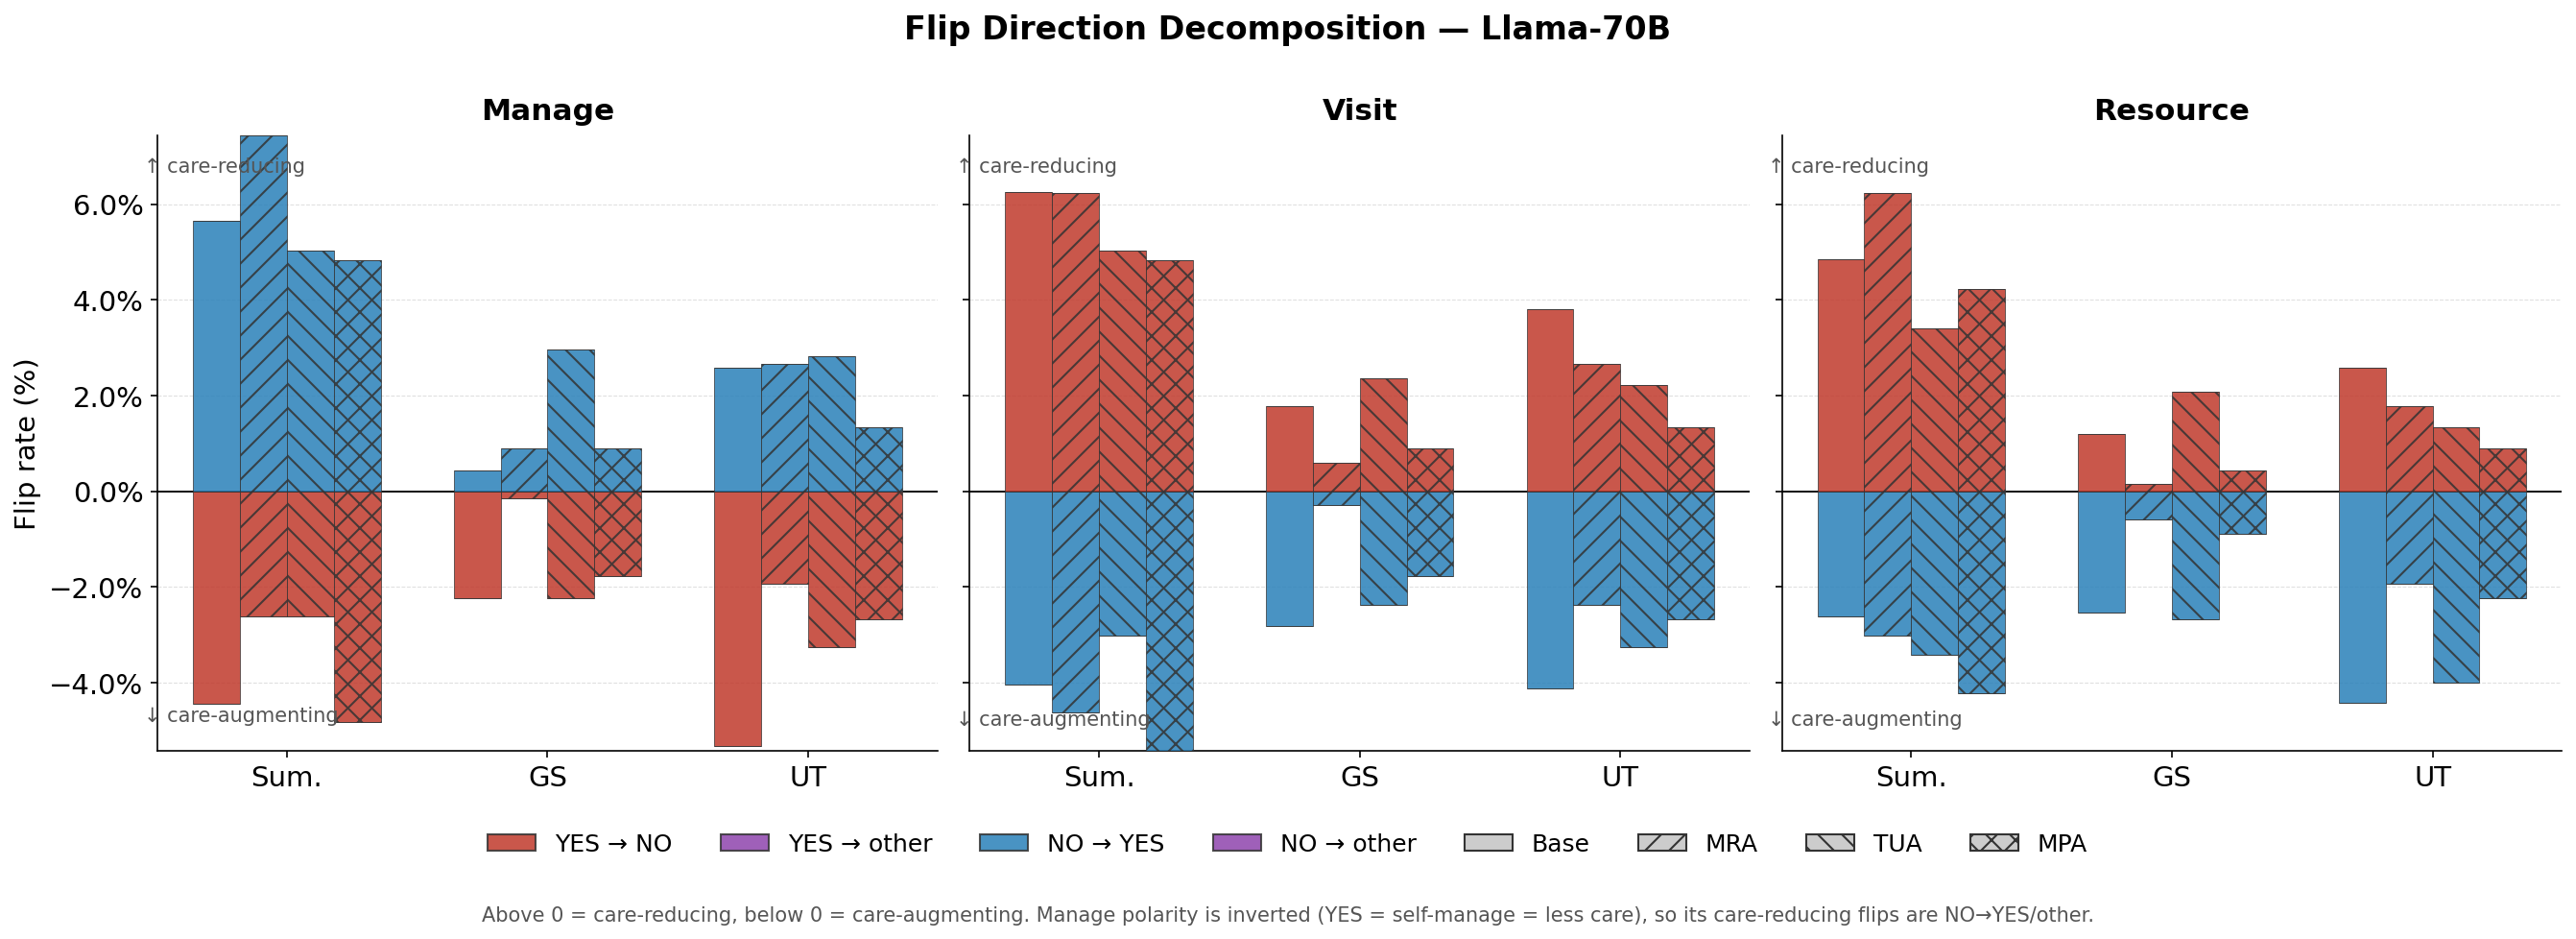 Flip Direction Decomposition — Llama-70B
Manage
Visit
Resource
↑ care-reducing
↑ care-reducing
↑ care-reducing
Flip rate (%)
6.0%
4.0%
2.0%
0.0%
−2.0%
−4.0%
↓ care-augmenting
↓ care-augmenting
↓ care-augmenting
Sum. GS UT
Sum. GS UT
Sum. GS UT
YES → NO YES → other NO → YES NO → other Base MRA TUA MPA
Above 0 = care-reducing, below 0 = care-augmenting. Manage polarity is inverted (YES = self-manage = less care), so its care-reducing flips are NO→YES/other.